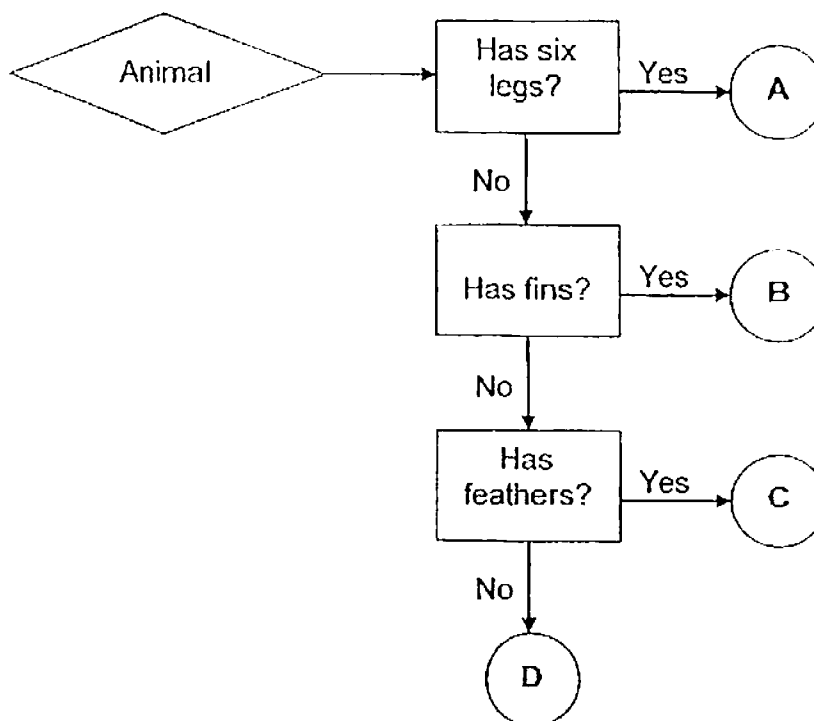 Animal
Has six
legs?
Yes
A
No
Has fins?
Yes
B
No
Has
feathers?
Yes
C
No
D